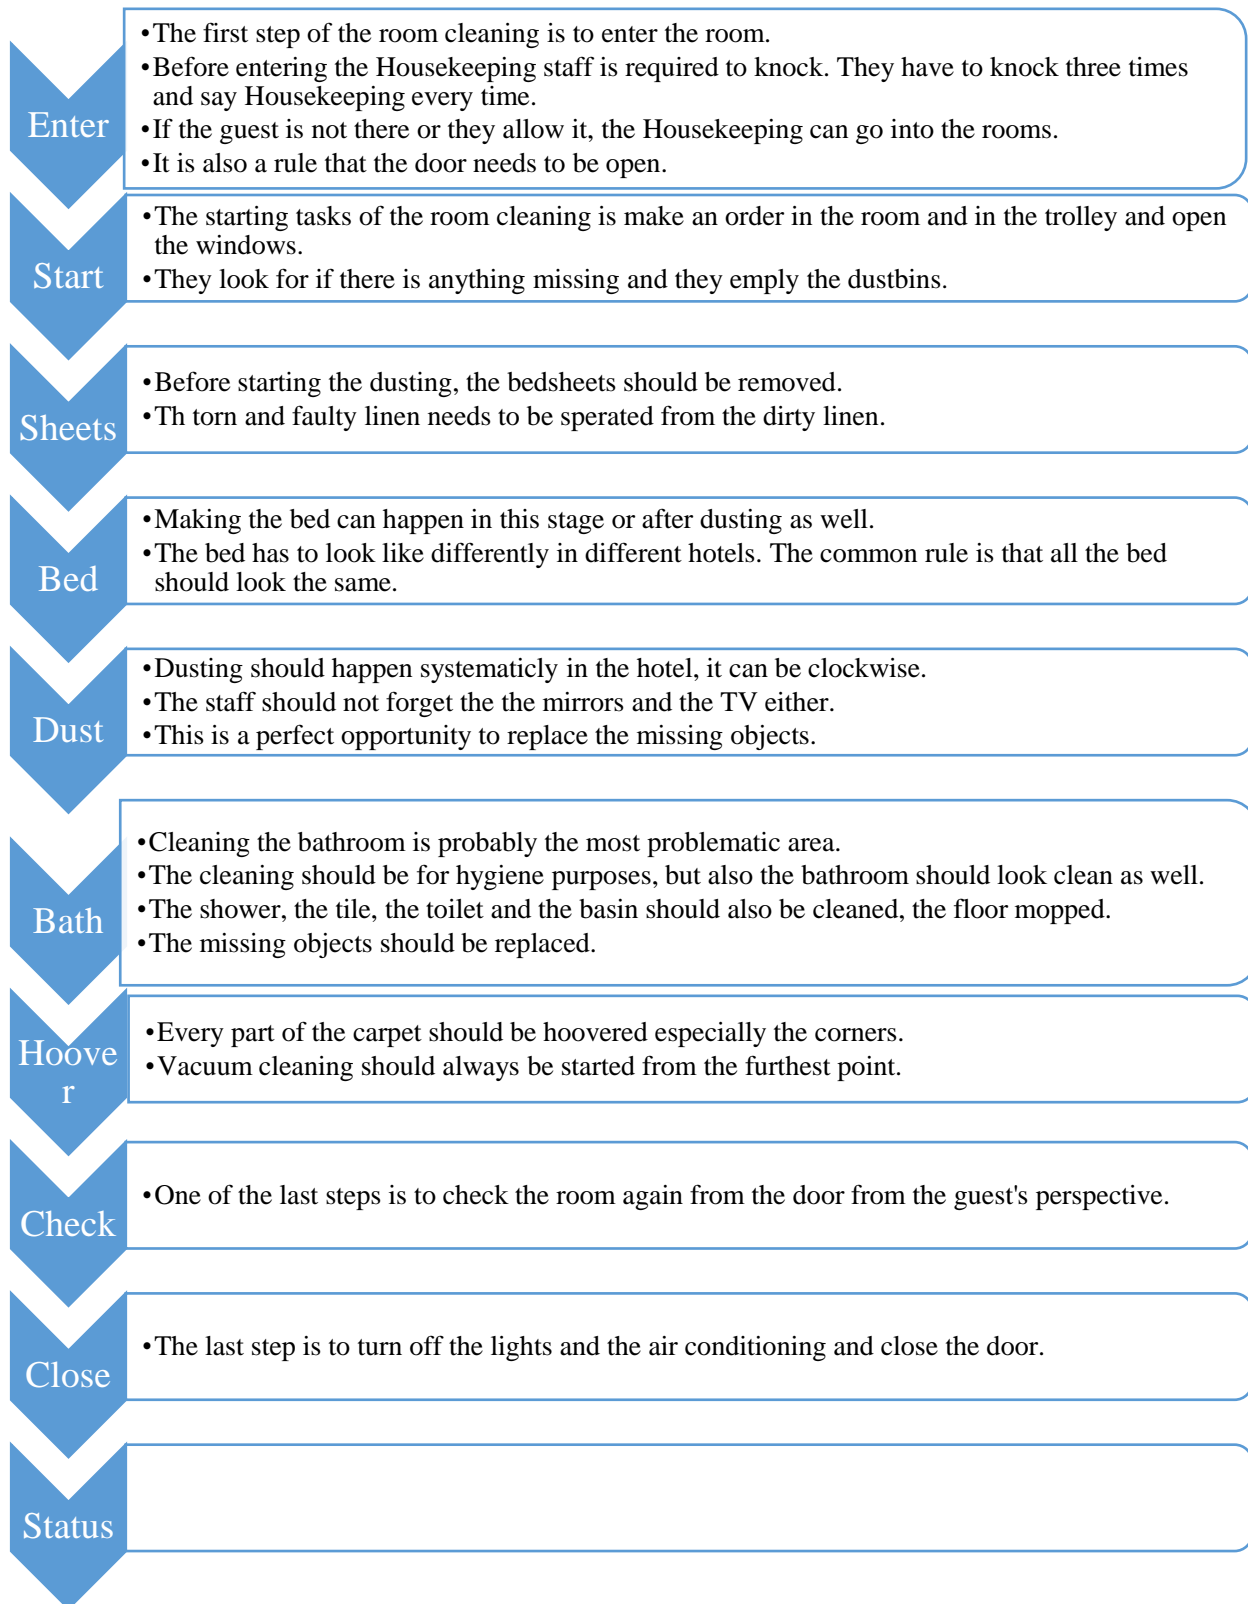 Enter
•The first step of the room cleaning is to enter the room.
•Before entering the Housekeeping staff is required to knock. They have to knock three times
and say Housekeeping every time.
•If the guest is not there or they allow it, the Housekeeping can go into the rooms.
•It is also a rule that the door needs to be open.
Start
•The starting tasks of the room cleaning is make an order in the room and in the trolley and open
the windows.
•They look for if there is anything missing and they emply the dustbins.
Sheets
•Before starting the dusting, the bedsheets should be removed.
•Th torn and faulty linen needs to be sperated from the dirty linen.
Bed
•Making the bed can happen in this stage or after dusting as well.
•The bed has to look like differently in different hotels. The common rule is that all the bed
should look the same.
Dust
•Dusting should happen systematicly in the hotel, it can be clockwise.
•The staff should not forget the the mirrors and the TV either.
•This is a perfect opportunity to replace the missing objects.
Bath
•Cleaning the bathroom is probably the most problematic area.
•The cleaning should be for hygiene purposes, but also the bathroom should look clean as well.
•The shower, the tile, the toilet and the basin should also be cleaned, the floor mopped.
•The missing objects should be replaced.
Hoove
r
•Every part of the carpet should be hoovered especially the corners.
•Vacuum cleaning should always be started from the furthest point.
Check
•One of the last steps is to check the room again from the door from the guest's perspective.
Close
•The last step is to turn off the lights and the air conditioning and close the door.
Status